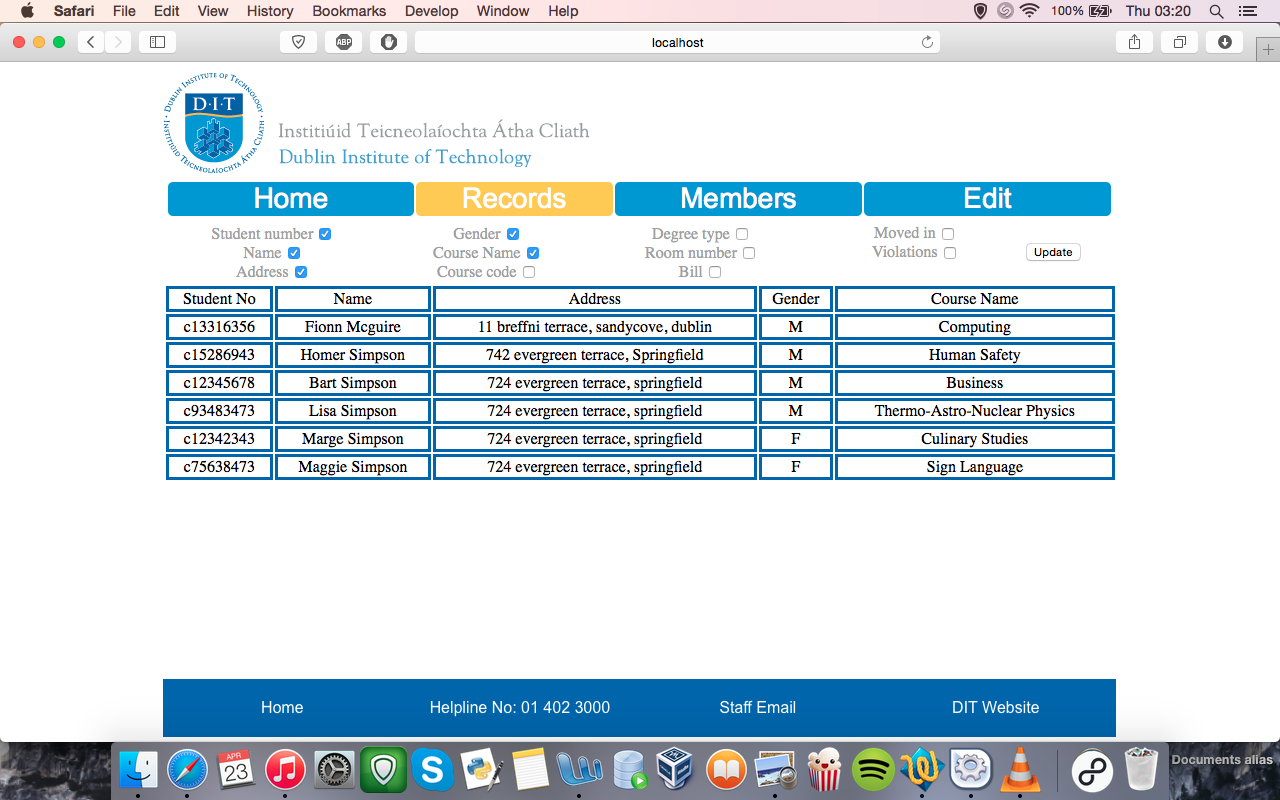 Safari File Edit View History Bookmarks Develop Window Help 100% Thu 03:20
ABP localhost
DUBLIN INSTITUTE OF TECHNOLOGY
D·I·T
INSTITIÚID TEICNEOLAÍOCHTA ÁTHA CLIATH
Institiúid Teicneolaíochta Átha Cliath
Dublin Institute of Technology
Home Records Members Edit
Student number Gender Degree type Moved in
Name Course Name Room number Violations Update
Address Course code Bill
Student No Name Address Gender Course Name
c13316356 Fionn Mcguire 11 breffni terrace, sandycove, dublin M Computing
c15286943 Homer Simpson 742 evergreen terrace, Springfield M Human Safety
c12345678 Bart Simpson 724 evergreen terrace, springfield M Business
c93483473 Lisa Simpson 724 evergreen terrace, springfield M Thermo-Astro-Nuclear Physics
c12342343 Marge Simpson 724 evergreen terrace, springfield F Culinary Studies
c75638473 Maggie Simpson 724 evergreen terrace, springfield F Sign Language
Home Helpline No: 01 402 3000 Staff Email DIT Website
APR
23
Documents alias